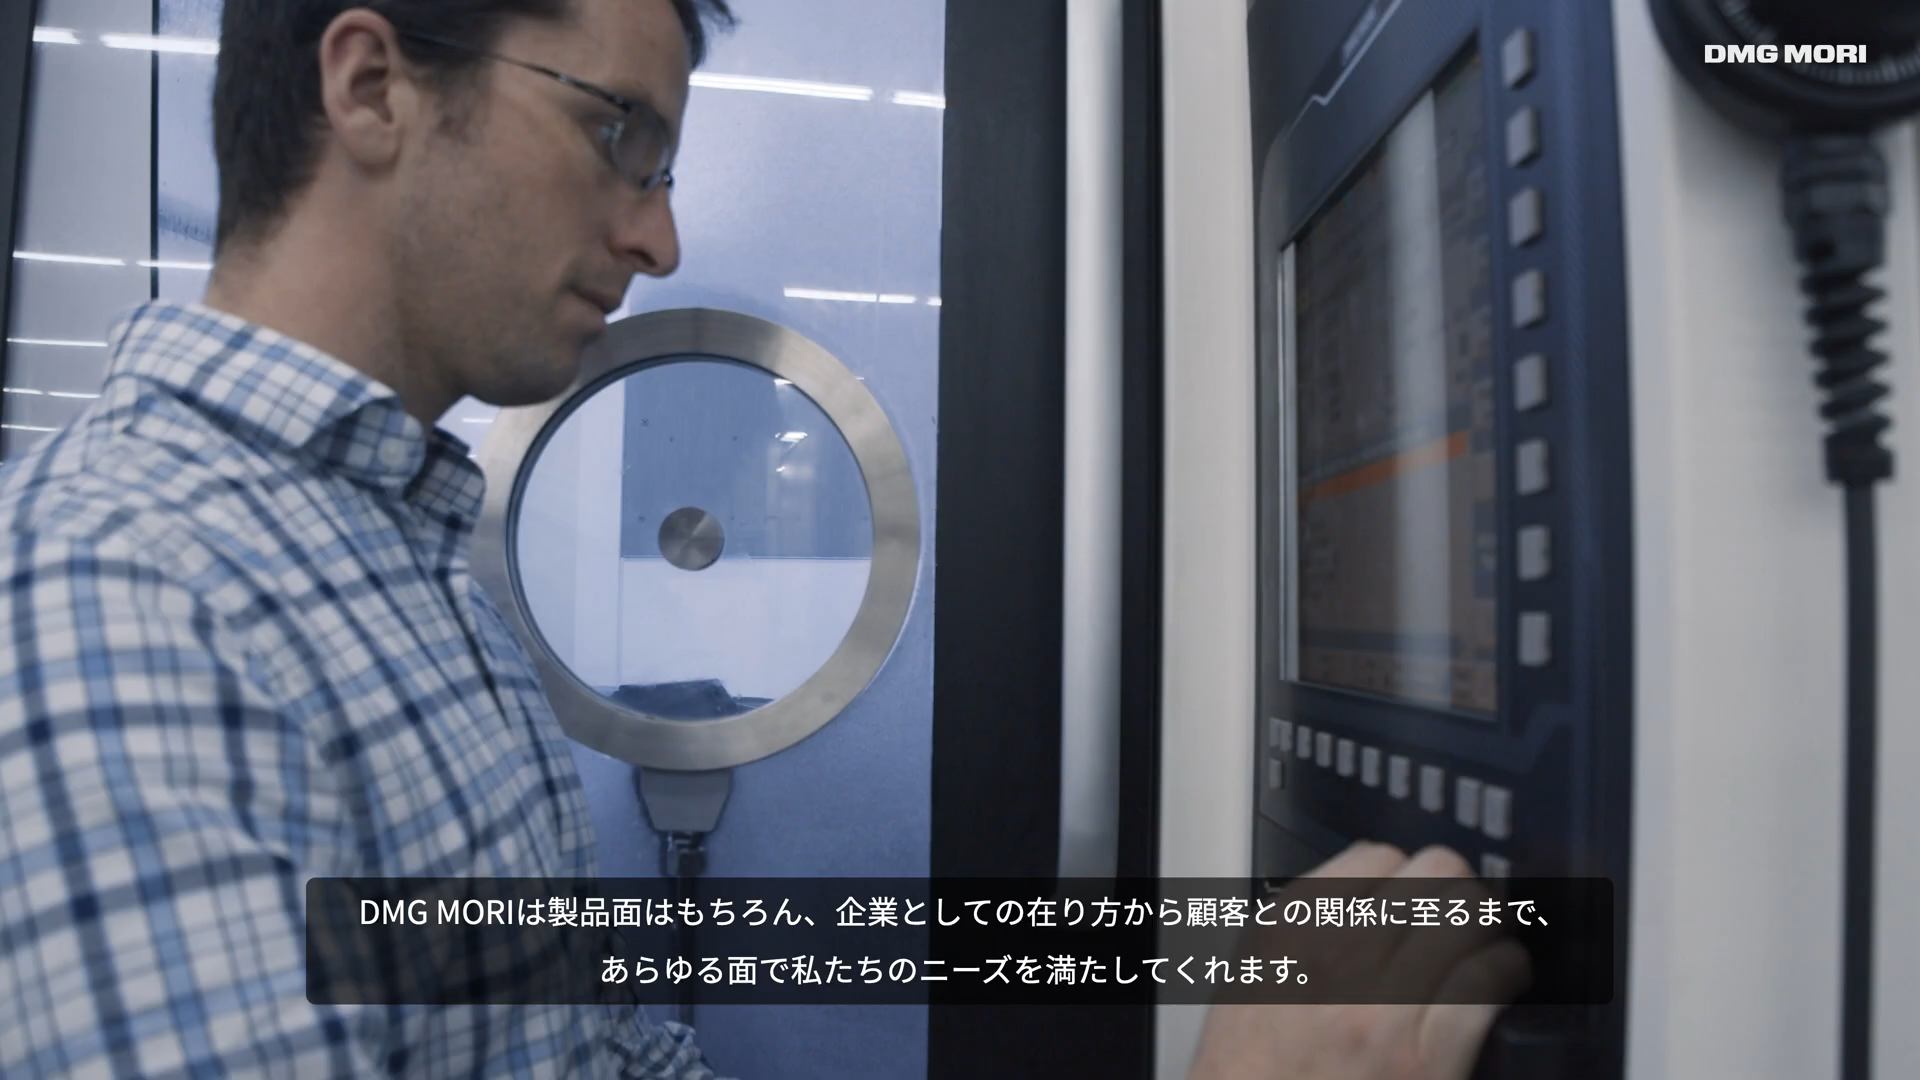 DMG MORI
DMG MORIは製品面はもちろん、企業としての在り方から顧客との関係に至るまで、
あらゆる面で私たちのニーズを満たしてくれます。